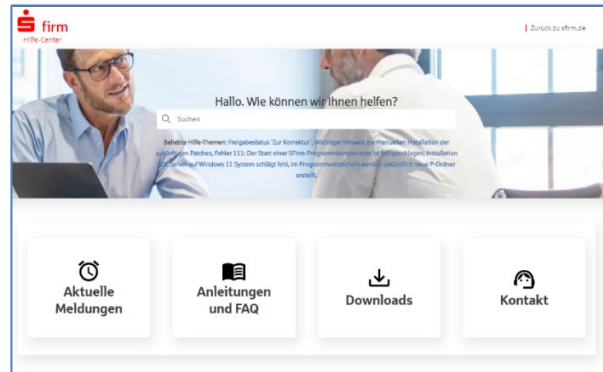 firm
Hilfe-Center
Zurück zu sfirm.de
Hallo. Wie können wir Ihnen helfen?
Suchen
Beliebte Hilfe-Themen: Freigabestatus 'Zur Korrektur', Wichtiger Hinweis zur manuellen Installation der
zukünftigen Patches, Fehler 111: Der Start einer SFirm-Programmkomponente ist fehlgeschlagen, Installation
SQL Server auf Windows 11 System schlägt fehl, im Programmverzeichnis werden sekündlich neue P-Ordner
erstellt,
Aktuelle
Meldungen
Anleitungen
und FAQ
Downloads
Kontakt